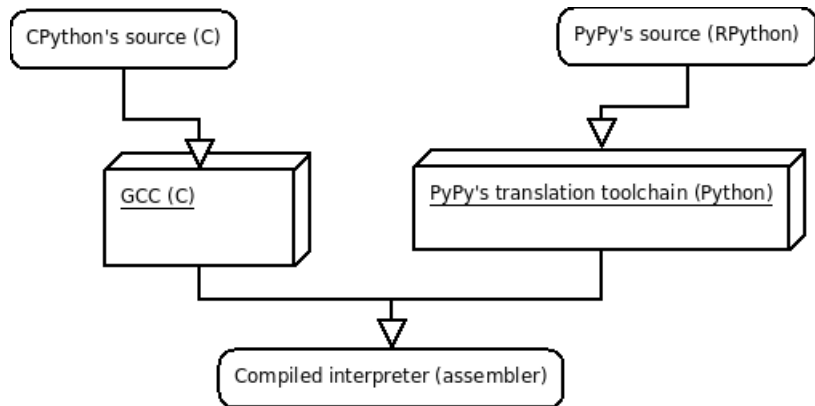 CPython's source (C)
PyPy's source (RPython)
GCC (C)
PyPy's translation toolchain (Python)
Compiled interpreter (assembler)